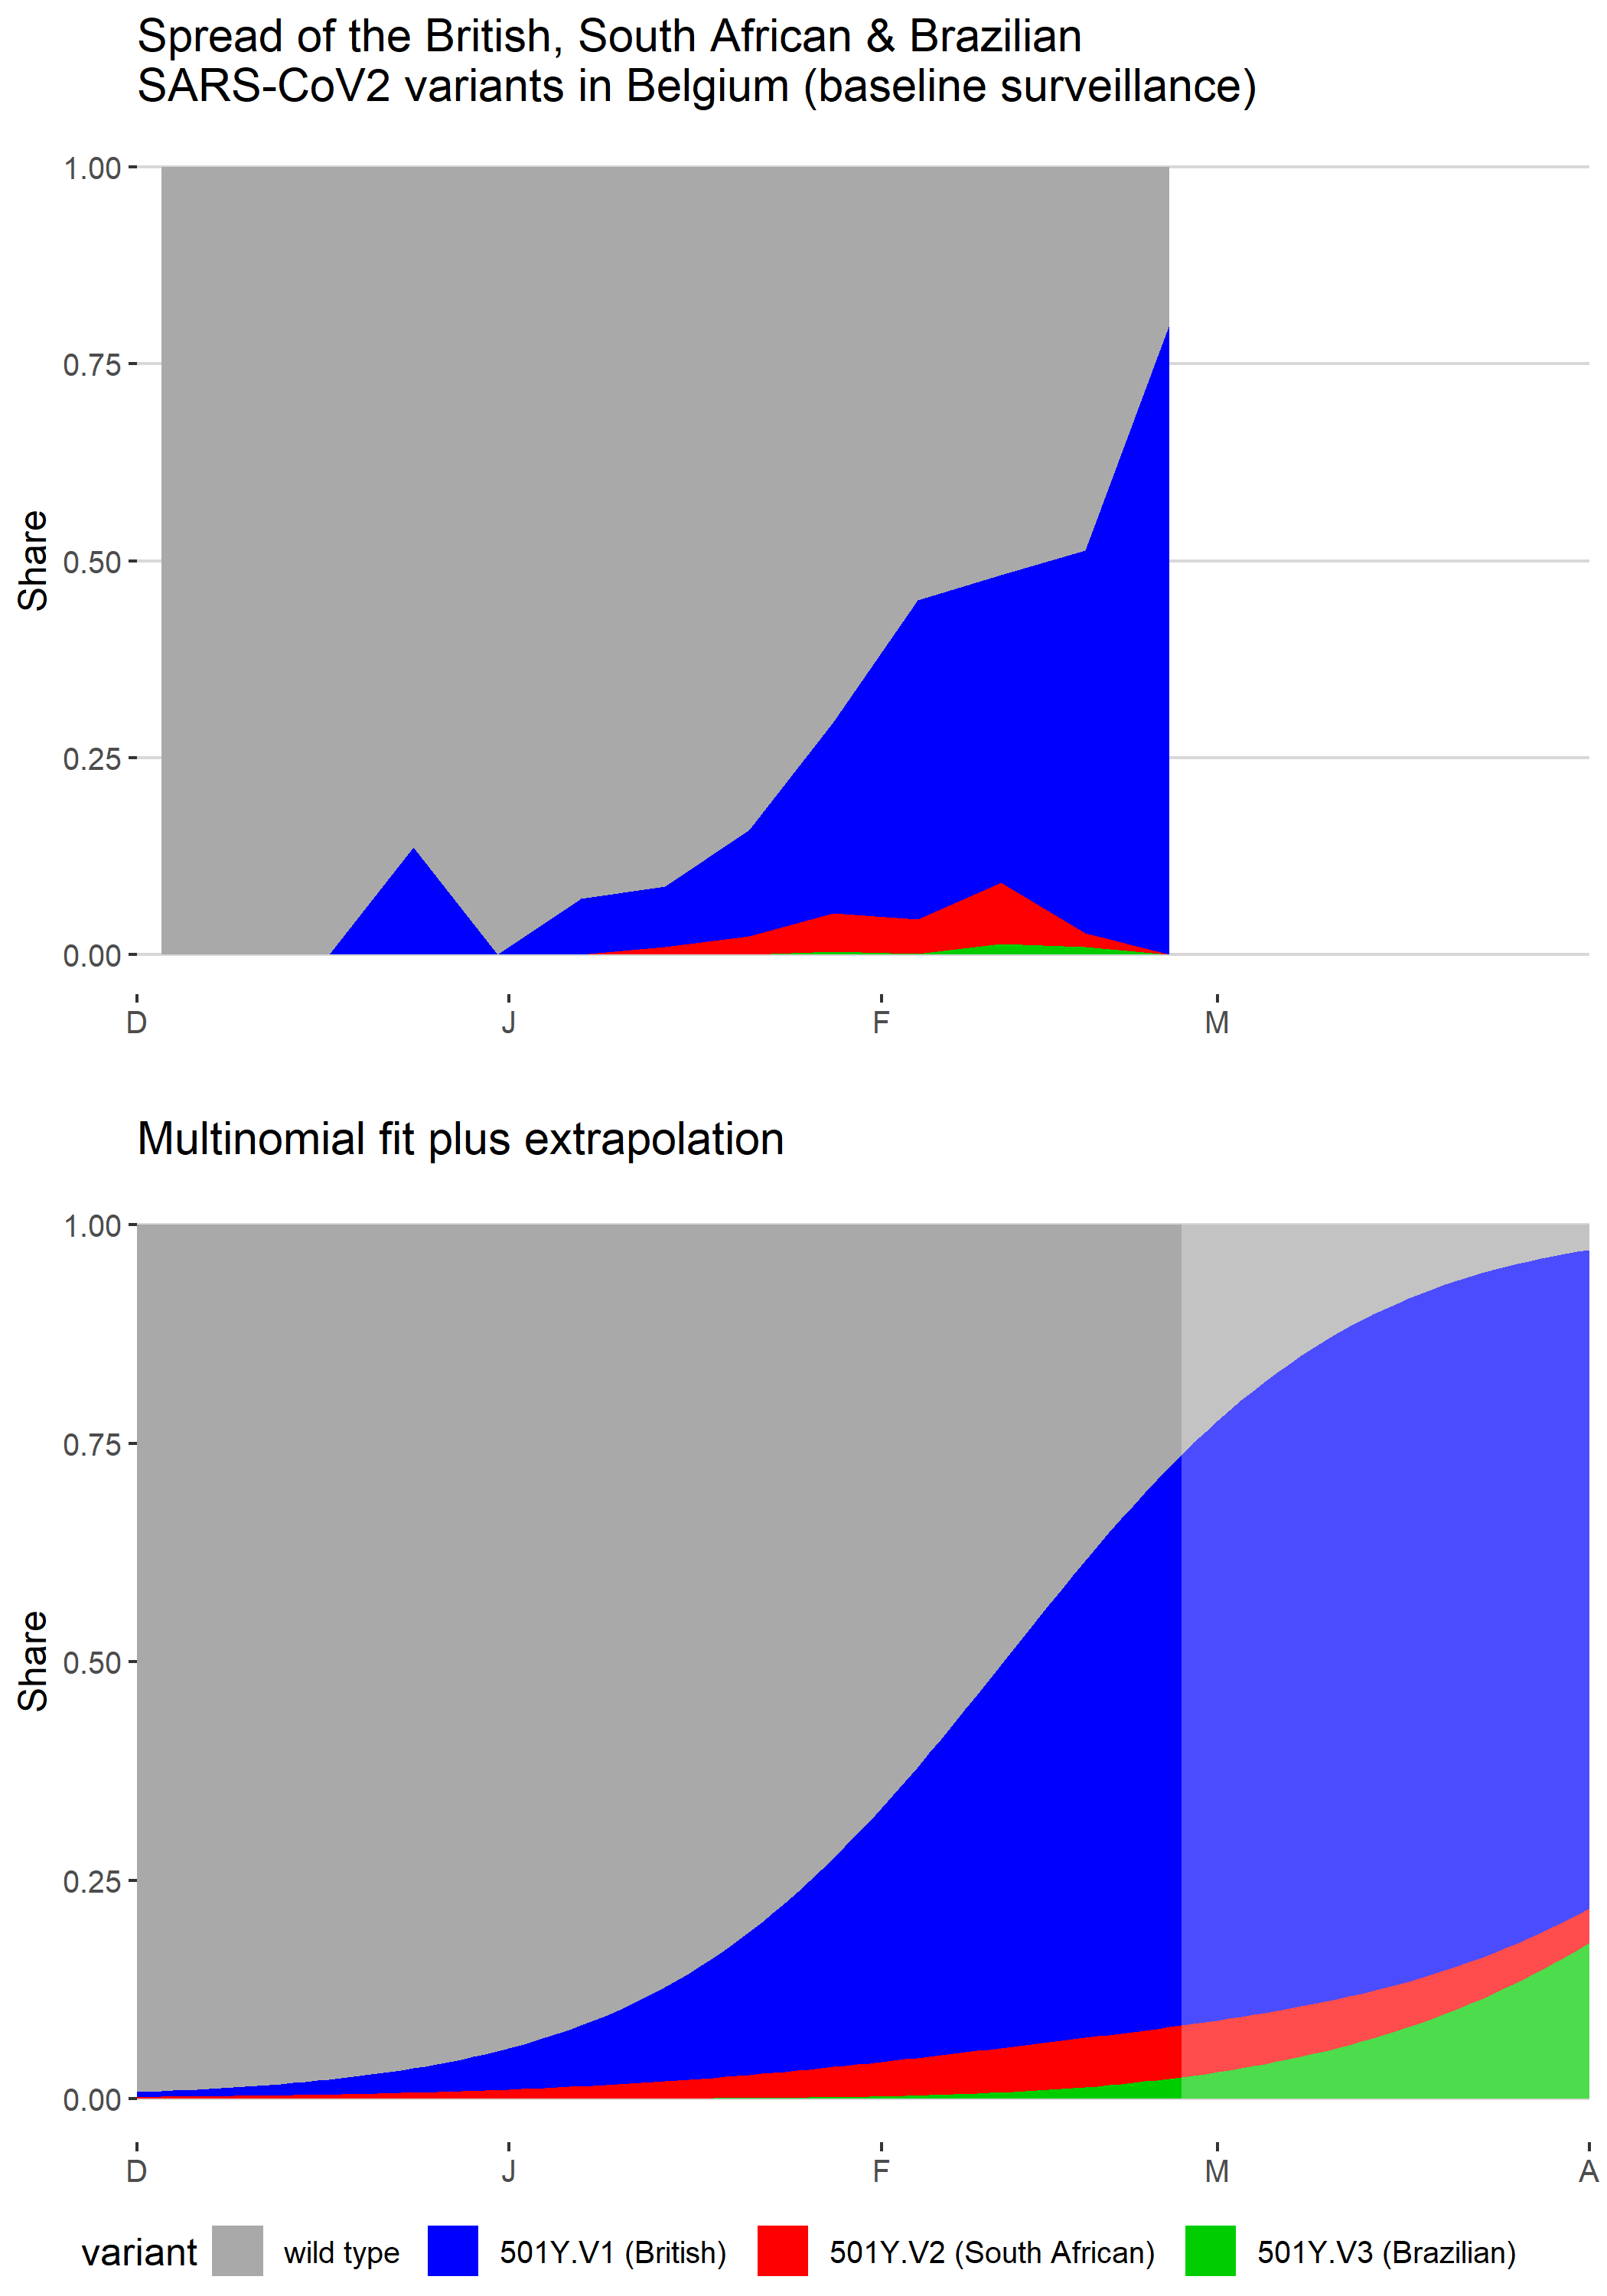 Spread of the British, South African & Brazilian
SARS-CoV2 variants in Belgium (baseline surveillance)
1.00
0.75
0.50
0.25
0.00
Share
D J F M
Multinomial fit plus extrapolation
1.00
0.75
0.50
0.25
0.00
Share
D J F M A
variant wild type 501Y.V1 (British) 501Y.V2 (South African) 501Y.V3 (Brazilian)